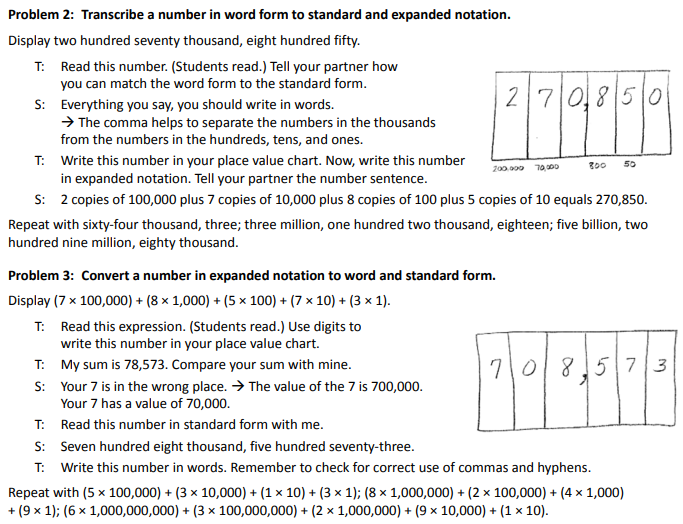 Problem 2: Transcribe a number in word form to standard and expanded notation.
Display two hundred seventy thousand, eight hundred fifty.
T: Read this number. (Students read.) Tell your partner how
you can match the word form to the standard form.
S: Everything you say, you should write in words.
→ The comma helps to separate the numbers in the thousands
from the numbers in the hundreds, tens, and ones.
2 7 0,8 5 0
T: Write this number in your place value chart. Now, write this number
in expanded notation. Tell your partner the number sentence.
200,000 70,000 800 50
S: 2 copies of 100,000 plus 7 copies of 10,000 plus 8 copies of 100 plus 5 copies of 10 equals 270,850.
Repeat with sixty-four thousand, three; three million, one hundred two thousand, eighteen; five billion, two
hundred nine million, eighty thousand.
Problem 3: Convert a number in expanded notation to word and standard form.
Display (7 × 100,000) + (8 × 1,000) + (5 × 100) + (7 × 10) + (3 × 1).
T: Read this expression. (Students read.) Use digits to
write this number in your place value chart.
T: My sum is 78,573. Compare your sum with mine.
S: Your 7 is in the wrong place. → The value of the 7 is 700,000.
Your 7 has a value of 70,000.
7 0 8,5 7 3
T: Read this number in standard form with me.
S: Seven hundred eight thousand, five hundred seventy-three.
T: Write this number in words. Remember to check for correct use of commas and hyphens.
Repeat with (5 × 100,000) + (3 × 10,000) + (1 × 10) + (3 × 1); (8 × 1,000,000) + (2 × 100,000) + (4 × 1,000)
+ (9 × 1); (6 × 1,000,000,000) + (3 × 100,000,000) + (2 × 1,000,000) + (9 × 10,000) + (1 × 10).